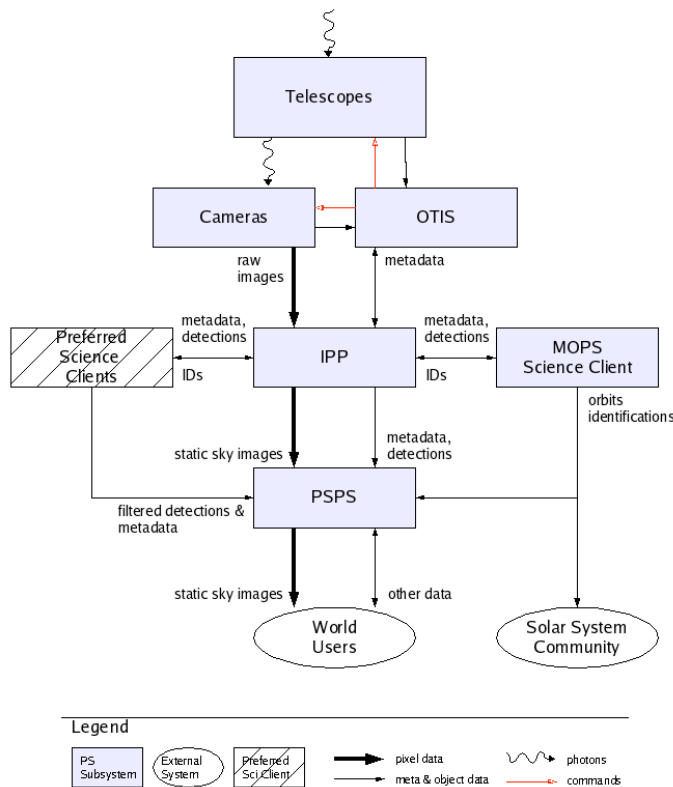 Telescopes
Cameras
OTIS
raw
images
metadata
metadata,
detections
metadata,
detections
Preferred
Science
Clients
IPP
MOPS
Science Client
IDs
IDs
orbits
identifications
metadata,
detections
static sky images
PSPS
filtered detections &
metadata
static sky images
other data
World
Users
Solar System
Community
Legend
PS
Subsystem
External
System
Preferred
Sci Client
pixel data
photons
meta & object data
commands